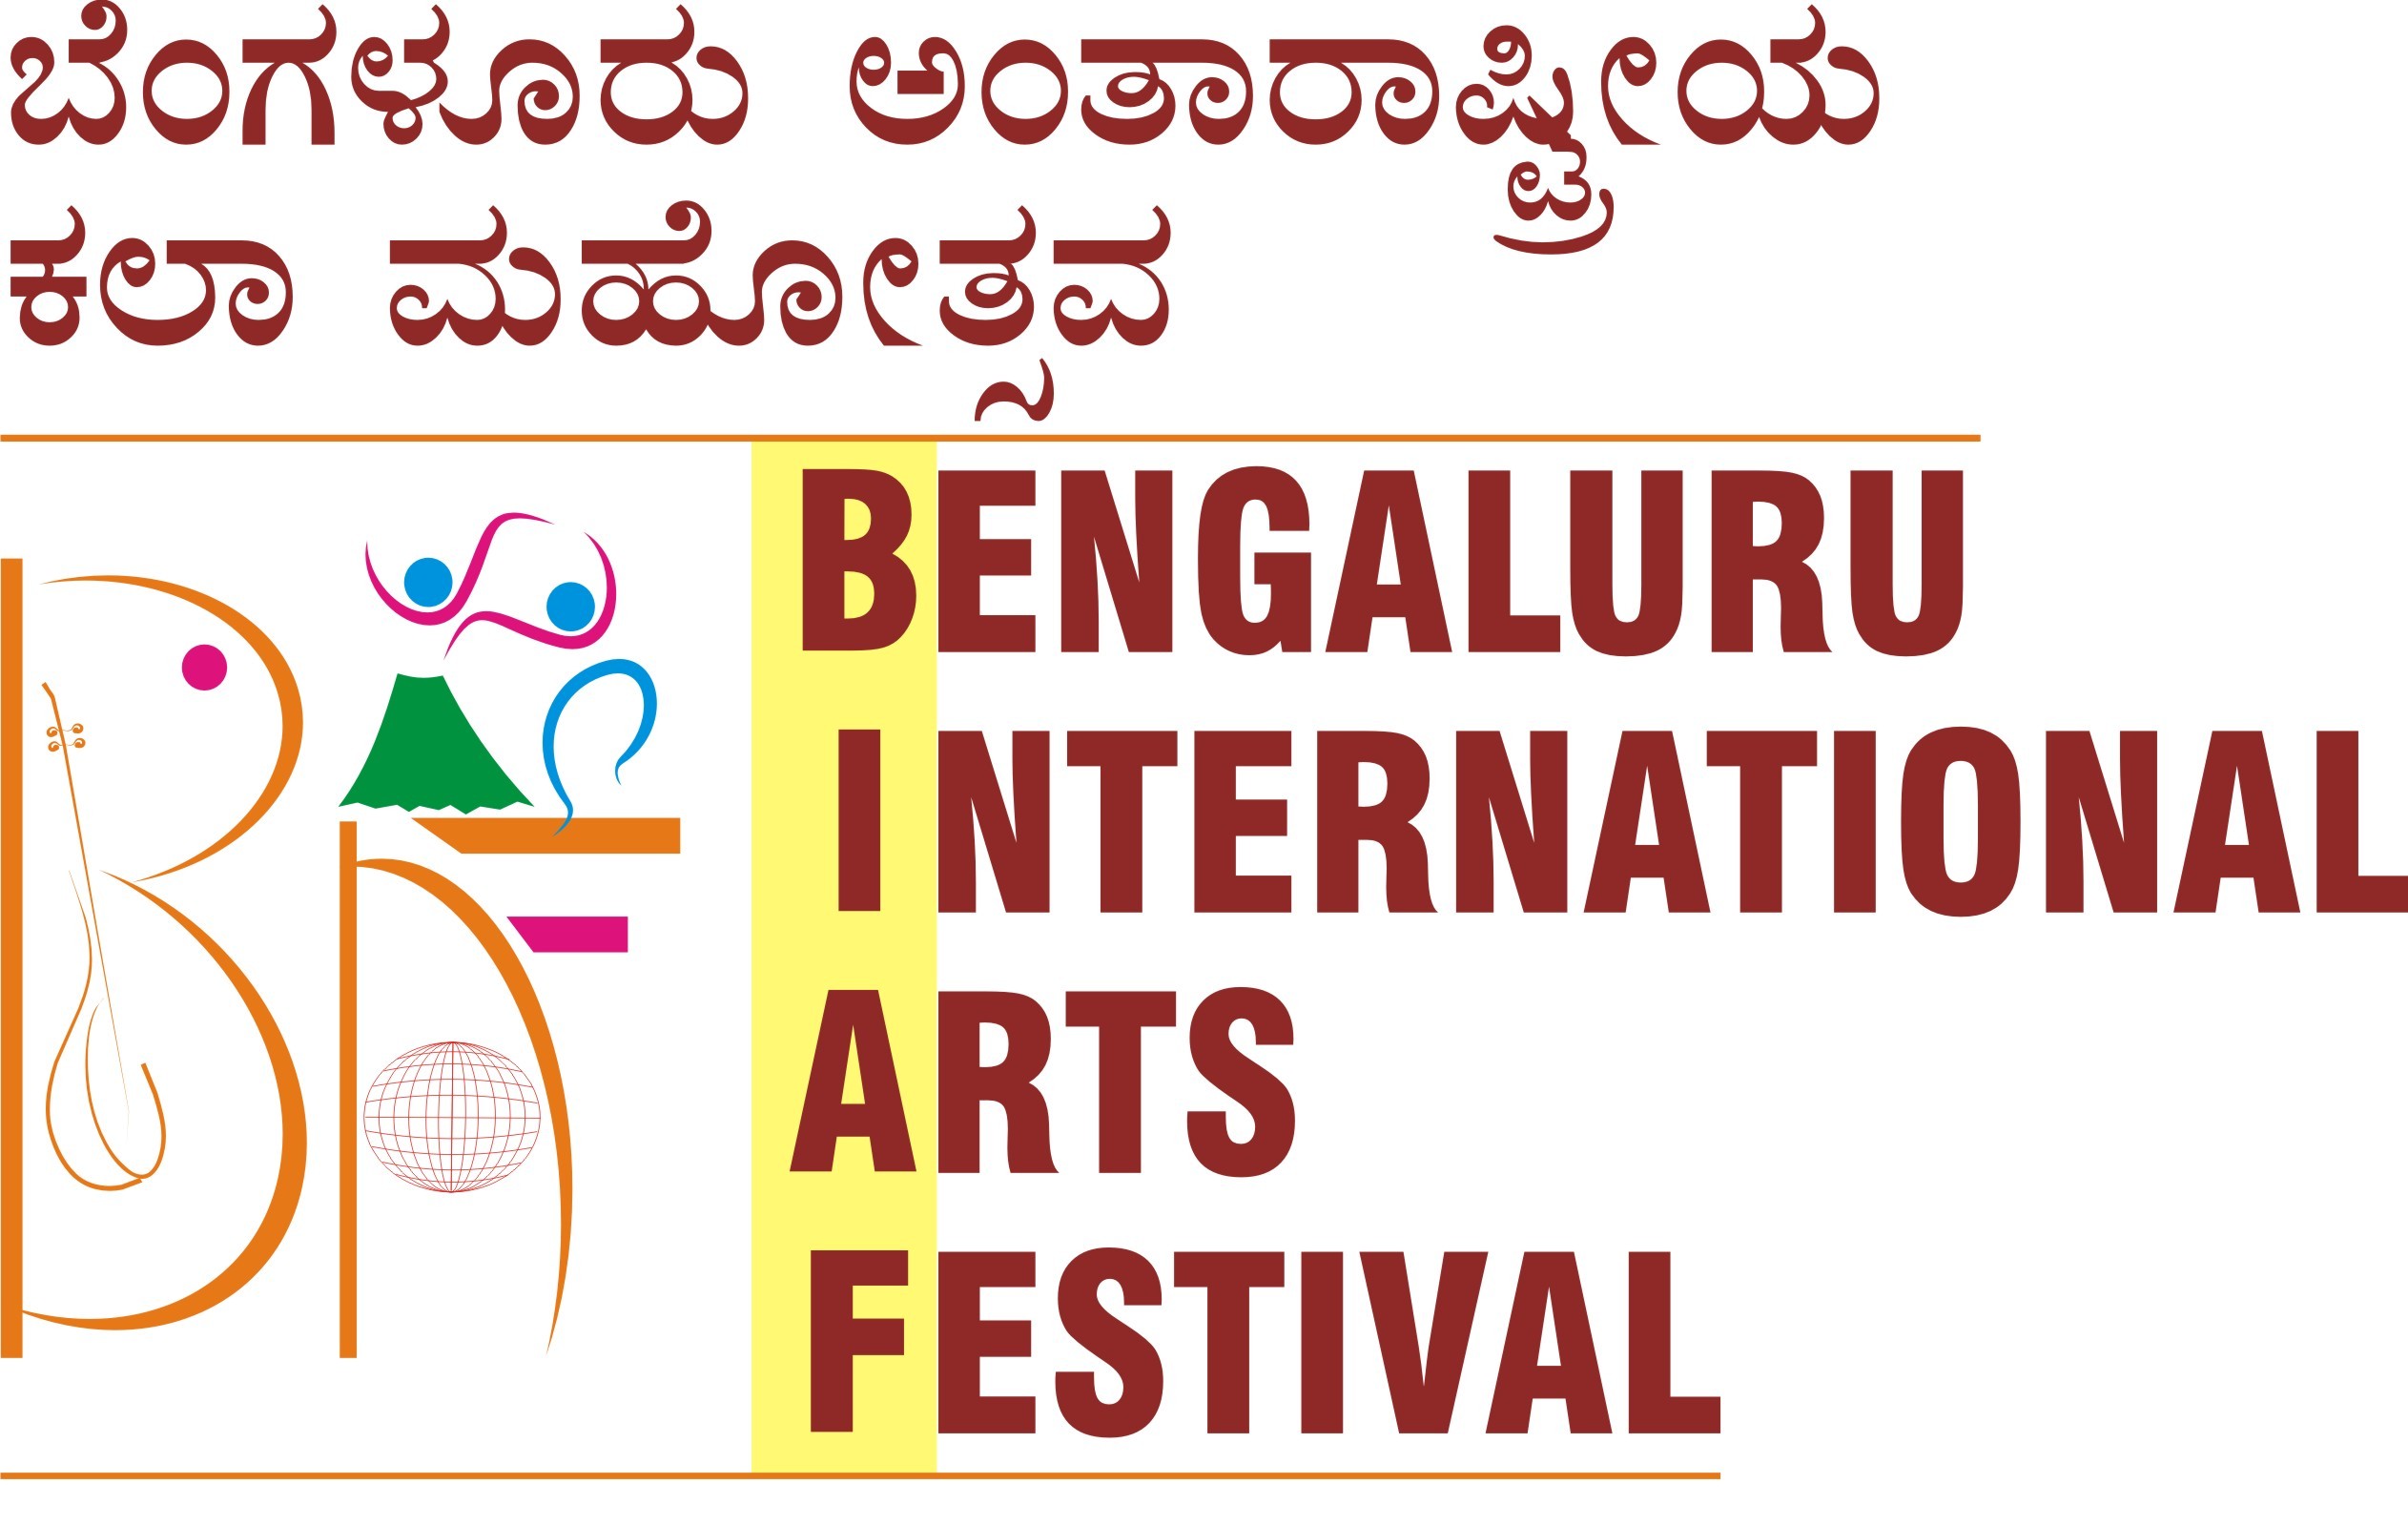 ಬೆಂಗಳೂರು ಅಂತಾರಾಷ್ಟ್ರೀಯ
ಕಲಾ ಮಹೋತ್ಸವ
BENGALURU
INTERNATIONAL
ARTS
FESTIVAL